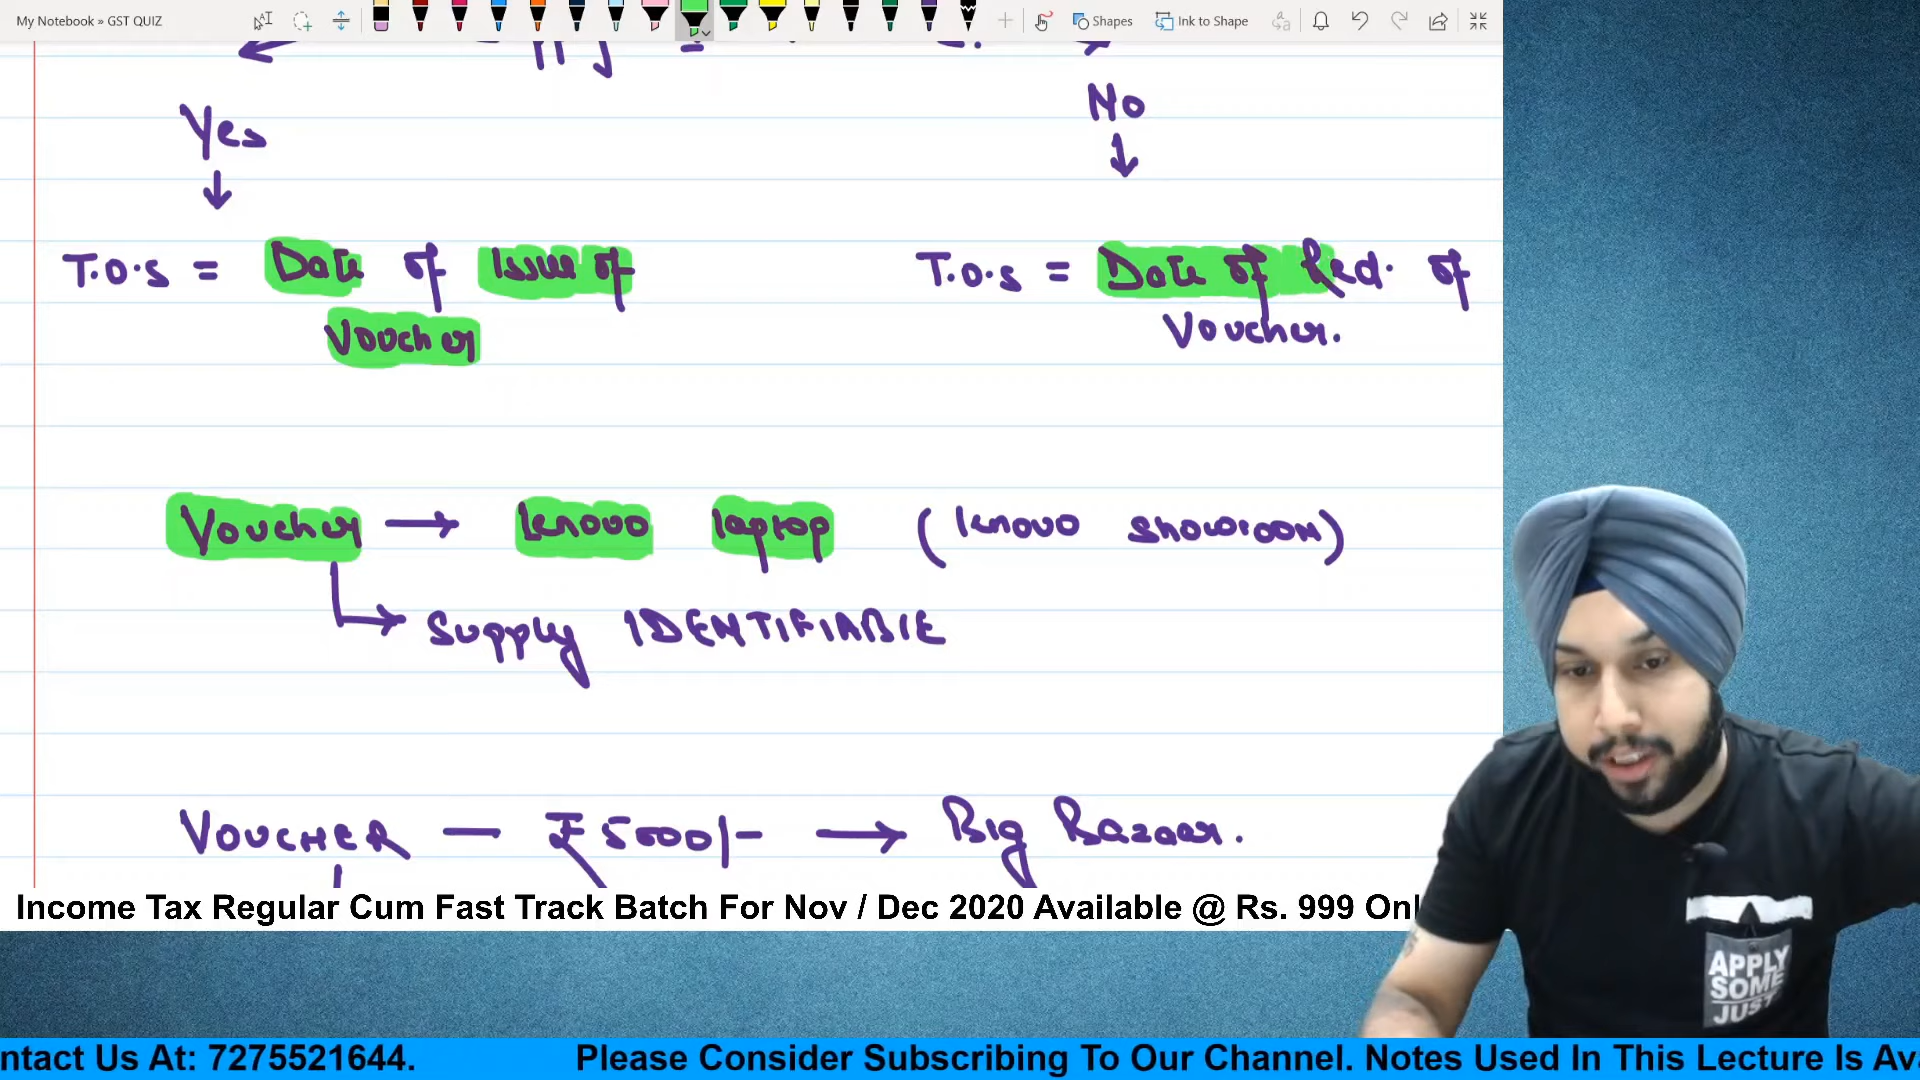 My Notebook » GST QUIZ
Shapes
Ink to Shape
Yes
No
T.O.S = Date of Issue of
Voucher
T.O.S = Date of Red. of
Voucher.
Voucher → Lenovo laptop (Lenovo Showroom)
Supply IDENTIFIABLE
VOUCHER — ₹5000/- → Big Bazaar.
Income Tax Regular Cum Fast Track Batch For Nov / Dec 2020 Available @ Rs. 999 Onl
APPLY
SOME
JUST
ntact Us At: 7275521644. Please Consider Subscribing To Our Channel. Notes Used In This Lecture Is Av